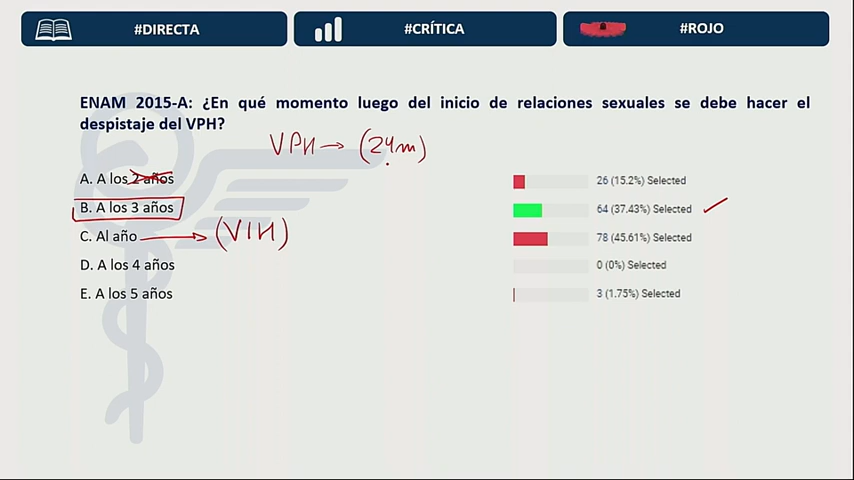 #DIRECTA
#CRÍTICA
#ROJO
ENAM 2015-A: ¿En qué momento luego del inicio de relaciones sexuales se debe hacer el
despistaje del VPH?
VPH → (24m)
A. A los 2 años
26 (15.2%) Selected
B. A los 3 años
64 (37.43%) Selected
C. Al año → (VIH)
78 (45.61%) Selected
D. A los 4 años
0 (0%) Selected
E. A los 5 años
3 (1.75%) Selected